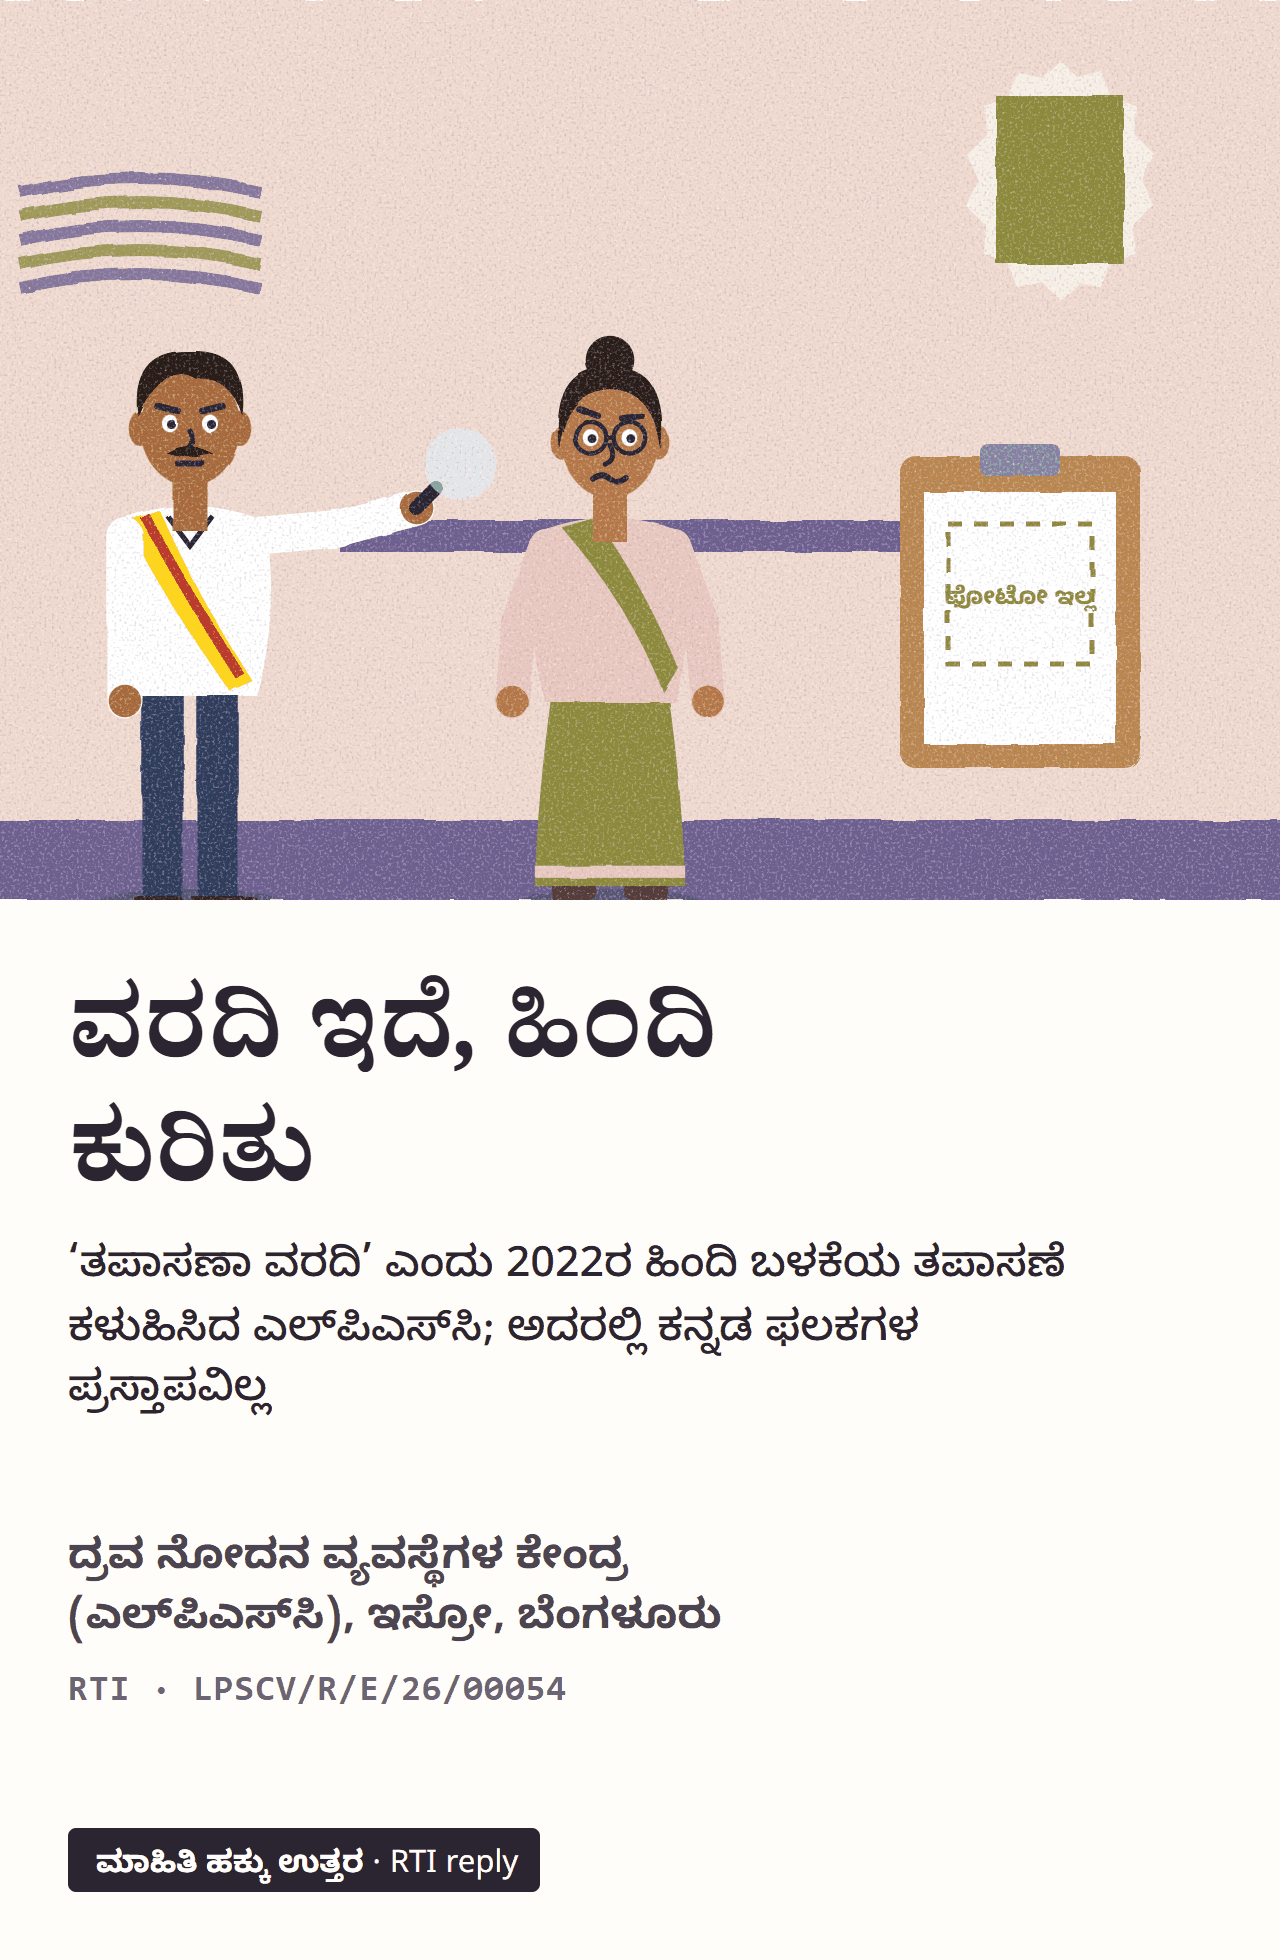 ಫೋಟೋ ಇಲ್ಲ
ವರದಿ ಇದೆ, ಹಿಂದಿ
ಕುರಿತು
‘ತಪಾಸಣಾ ವರದಿ’ ಎಂದು 2022ರ ಹಿಂದಿ ಬಳಕೆಯ ತಪಾಸಣೆ
ಕಳುಹಿಸಿದ ಎಲ್‌ಪಿಎಸ್‌ಸಿ; ಅದರಲ್ಲಿ ಕನ್ನಡ ಫಲಕಗಳ
ಪ್ರಸ್ತಾಪವಿಲ್ಲ
ದ್ರವ ನೋದನ ವ್ಯವಸ್ಥೆಗಳ ಕೇಂದ್ರ
(ಎಲ್‌ಪಿಎಸ್‌ಸಿ), ಇಸ್ರೋ, ಬೆಂಗಳೂರು
RTI · LPSCV/R/E/26/00054
ಮಾಹಿತಿ ಹಕ್ಕು ಉತ್ತರ · RTI reply